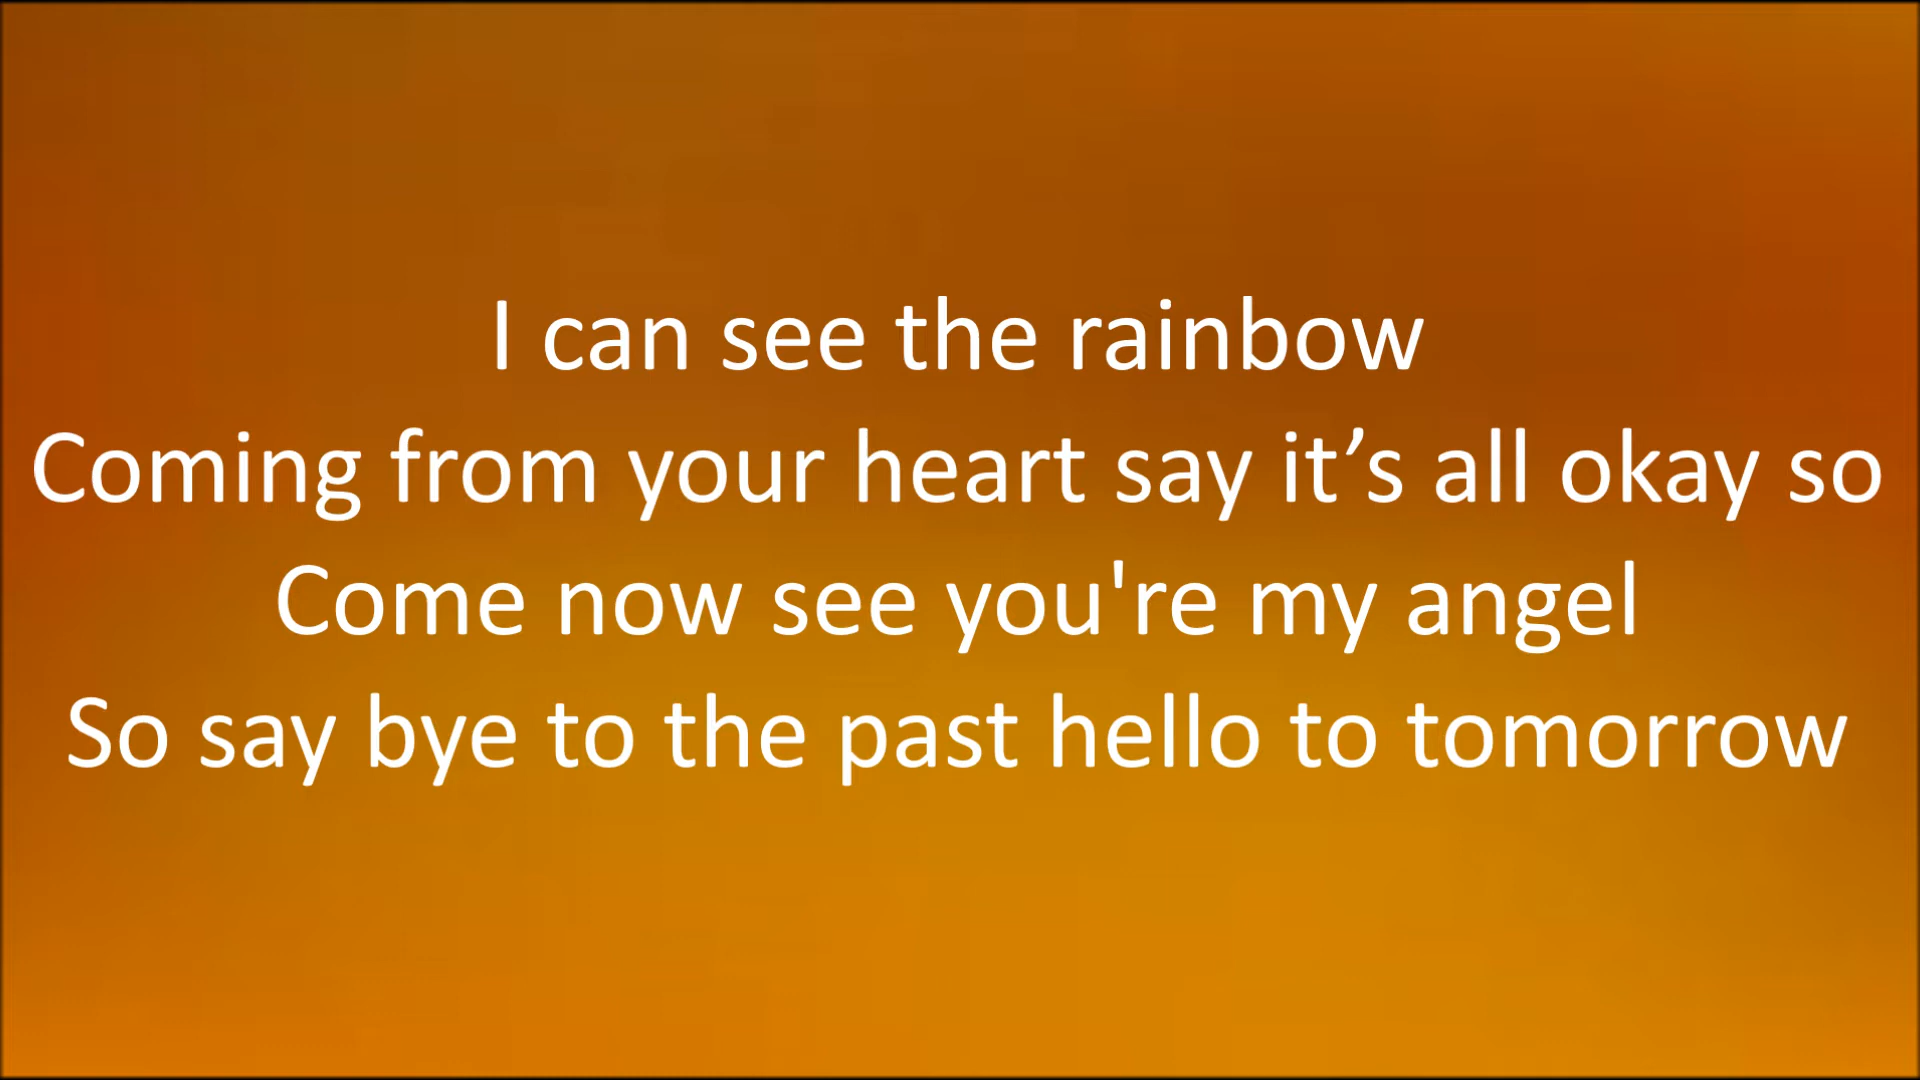 I can see the rainbow
Coming from your heart say it’s all okay so
Come now see you're my angel
So say bye to the past hello to tomorrow